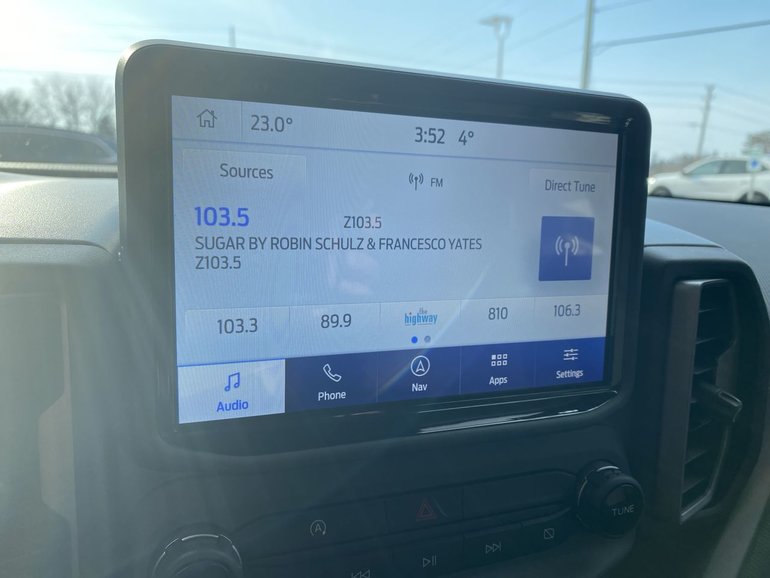 23.0° 3:52 4°
Sources FM Direct Tune
103.5 Z103.5
SUGAR BY ROBIN SCHULZ & FRANCESCO YATES
Z103.5
103.3 89.9 the highway 810 106.3
Audio Phone Nav Apps Settings
TUNE